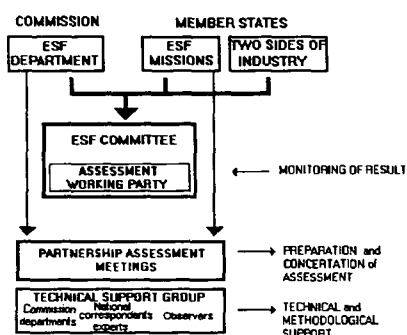 COMMISSION
MEMBER STATES
ESF
DEPARTMENT
ESF
MISSIONS
TWO SIDES OF
INDUSTRY
ESF COMMITTEE
ASSESSMENT
WORKING PARTY
MONITORING OF RESULT
PARTNERSHIP ASSESSMENT
MEETINGS
PREPARATION and
CONCERTATION of
ASSESSMENT
TECHNICAL SUPPORT GROUP
Commission
departments
National
correspondents
experts
Observers
TECHNICAL and
METHODOLOGICAL
SUPPORT